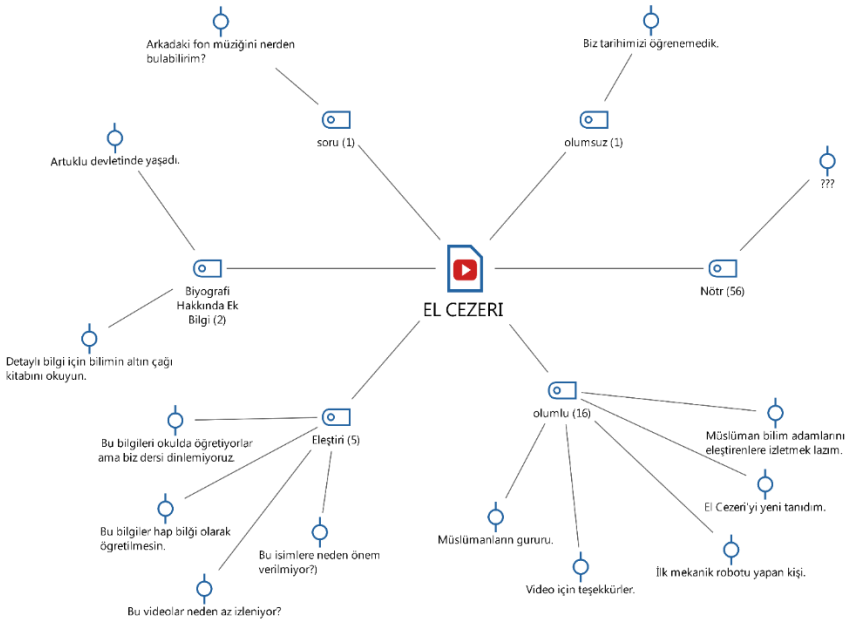 Arkadaki fon müziğini nerden
bulabilirim?
Biz tarihimizi öğrenemedik.
soru (1)
olumsuz (1)
Artuklu devletinde yaşadı.
???
Biyografi
Hakkında Ek
Bilgi (2)
Nötr (56)
EL CEZERI
Detaylı bilgi için bilimin altın çağı
kitabını okuyun.
Eleştiri (5)
olumlu (16)
Bu bilgileri okulda öğretiyorlar
ama biz dersi dinlemiyoruz.
Müslüman bilim adamlarını
eleştirenlere izletmek lazım.
El Cezeri'yi yeni tanıdım.
Bu bilgiler hap bilği olarak
ögretilmesin.
Bu isimlere neden önem
verilmiyor?)
Müslümanların gururu.
İlk mekanik robotu yapan kişi.
Video için teşekkürler.
Bu videolar neden az izleniyor?